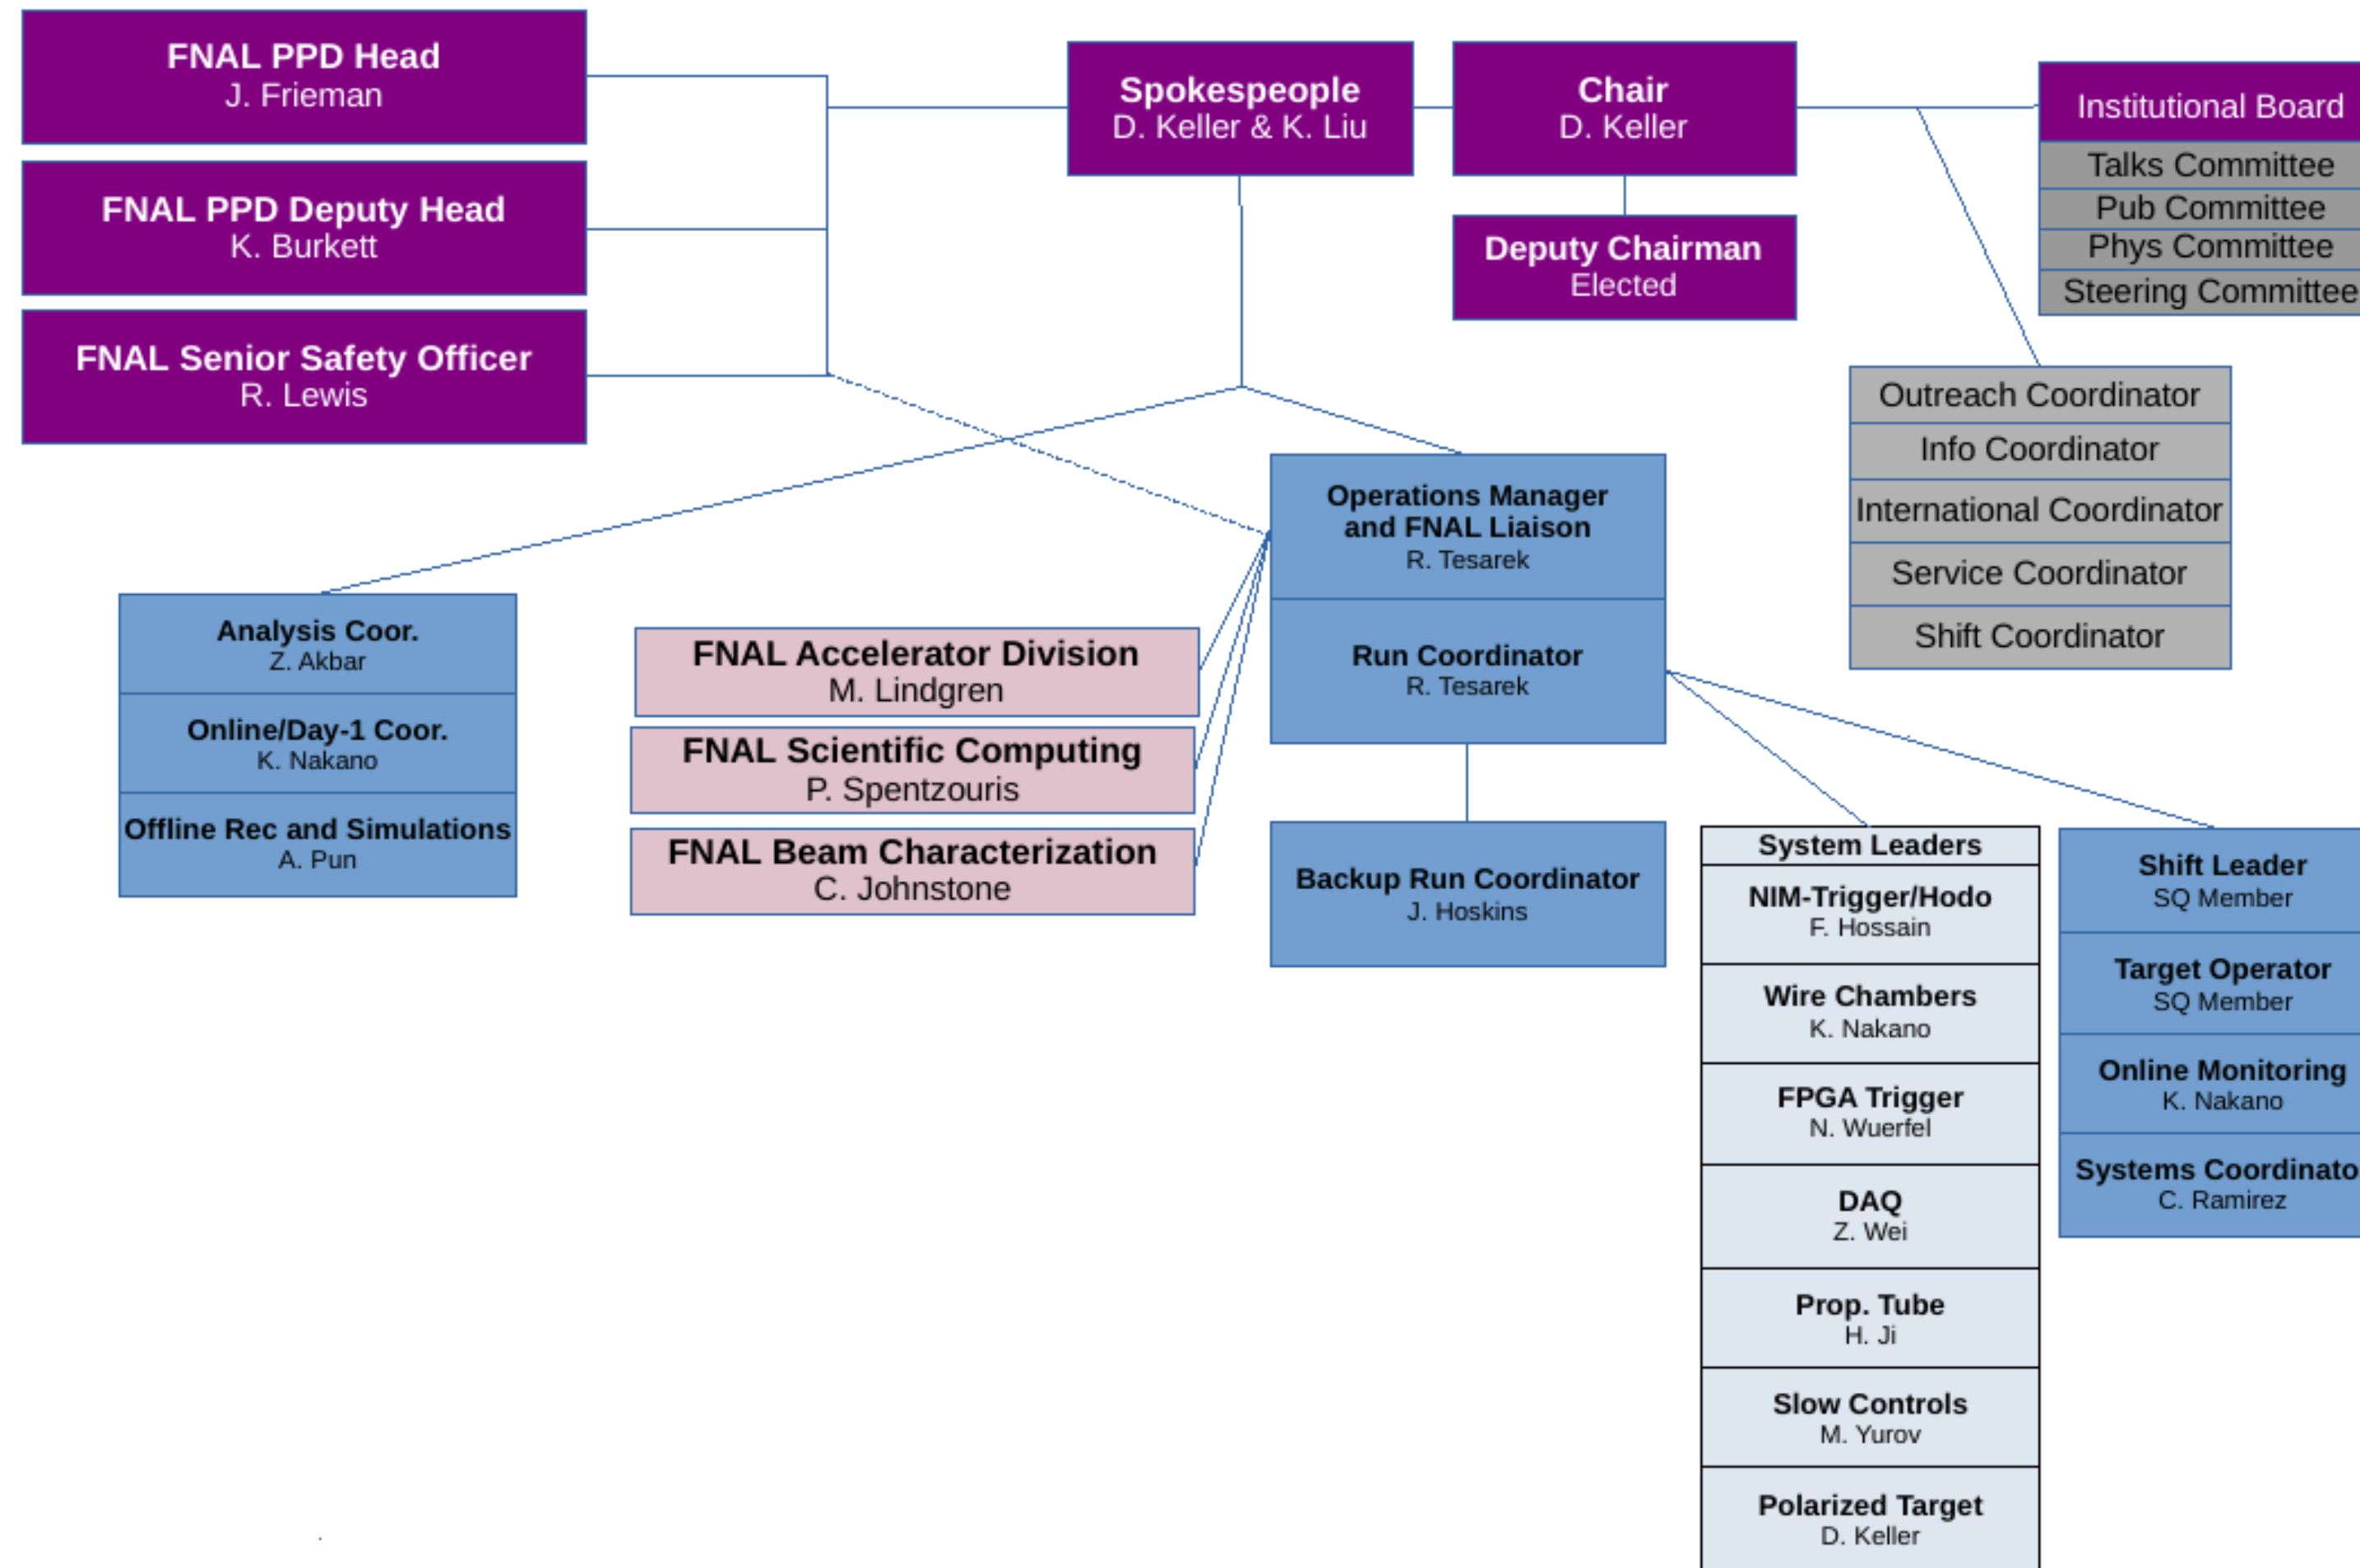 FNAL PPD Head
J. Frieman
FNAL PPD Deputy Head
K. Burkett
FNAL Senior Safety Officer
R. Lewis
Spokespeople
D. Keller & K. Liu
Chair
D. Keller
Deputy Chairman
Elected
Institutional Board
Talks Committee
Pub Committee
Phys Committee
Steering Committee
Outreach Coordinator
Info Coordinator
International Coordinator
Service Coordinator
Shift Coordinator
Operations Manager
and FNAL Liaison
R. Tesarek
Run Coordinator
R. Tesarek
Backup Run Coordinator
J. Hoskins
Analysis Coor.
Z. Akbar
Online/Day-1 Coor.
K. Nakano
Offline Rec and Simulations
A. Pun
FNAL Accelerator Division
M. Lindgren
FNAL Scientific Computing
P. Spentzouris
FNAL Beam Characterization
C. Johnstone
System Leaders
NIM-Trigger/Hodo
F. Hossain
Wire Chambers
K. Nakano
FPGA Trigger
N. Wuerfel
DAQ
Z. Wei
Prop. Tube
H. Ji
Slow Controls
M. Yurov
Polarized Target
D. Keller
Shift Leader
SQ Member
Target Operator
SQ Member
Online Monitoring
K. Nakano
Systems Coordinato
C. Ramirez